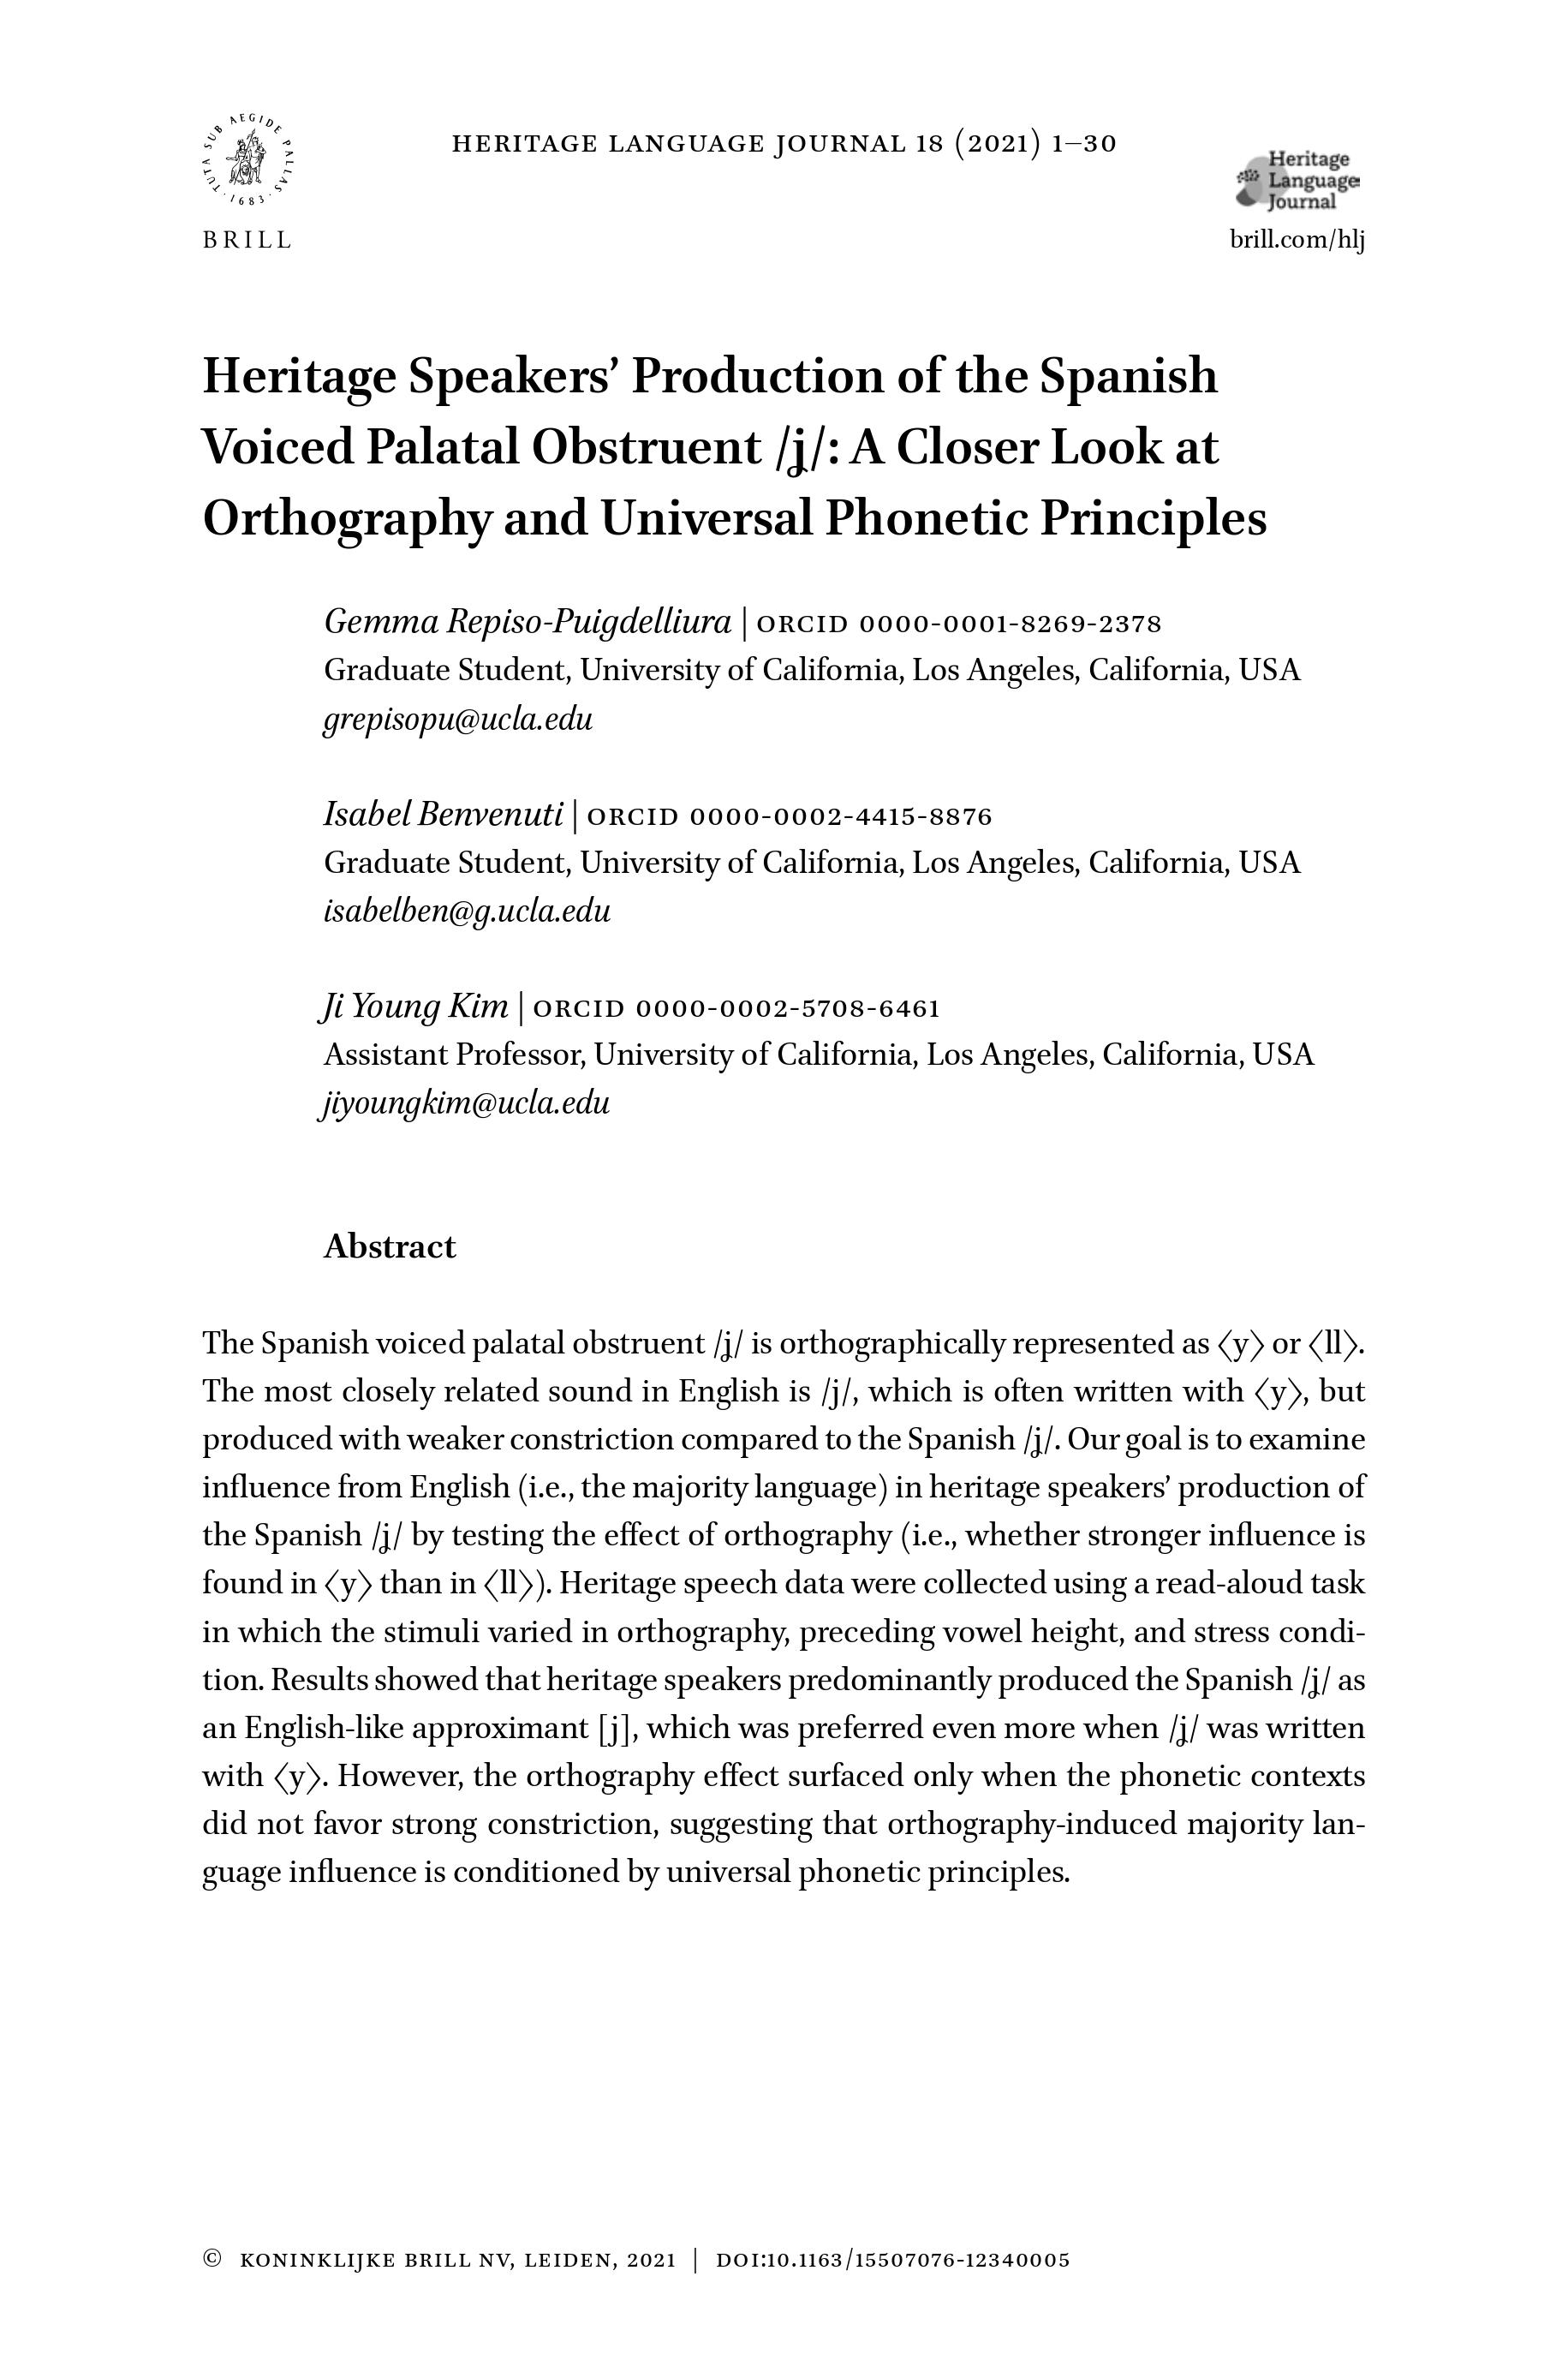 TUTA SUB AEGIDE PALLAS · 1683 ·
BRILL
HERITAGE LANGUAGE JOURNAL 18 (2021) 1–30
Heritage
Language
Journal
brill.com/hlj
Heritage Speakers’ Production of the Spanish
Voiced Palatal Obstruent /ʝ/: A Closer Look at
Orthography and Universal Phonetic Principles
Gemma Repiso-Puigdelliura | ORCID 0000-0001-8269-2378
Graduate Student, University of California, Los Angeles, California, USA
grepisopu@ucla.edu
Isabel Benvenuti | ORCID 0000-0002-4415-8876
Graduate Student, University of California, Los Angeles, California, USA
isabelben@g.ucla.edu
Ji Young Kim | ORCID 0000-0002-5708-6461
Assistant Professor, University of California, Los Angeles, California, USA
jiyoungkim@ucla.edu
Abstract
The Spanish voiced palatal obstruent /ʝ/ is orthographically represented as 〈y〉 or 〈ll〉.
The most closely related sound in English is /j/, which is often written with 〈y〉, but
produced with weaker constriction compared to the Spanish /ʝ/. Our goal is to examine
influence from English (i.e., the majority language) in heritage speakers’ production of
the Spanish /ʝ/ by testing the effect of orthography (i.e., whether stronger influence is
found in 〈y〉 than in 〈ll〉). Heritage speech data were collected using a read-aloud task
in which the stimuli varied in orthography, preceding vowel height, and stress condi-
tion. Results showed that heritage speakers predominantly produced the Spanish /ʝ/ as
an English-like approximant [j], which was preferred even more when /ʝ/ was written
with 〈y〉. However, the orthography effect surfaced only when the phonetic contexts
did not favor strong constriction, suggesting that orthography-induced majority lan-
guage influence is conditioned by universal phonetic principles.
© KONINKLIJKE BRILL NV, LEIDEN, 2021 | DOI:10.1163/15507076-12340005